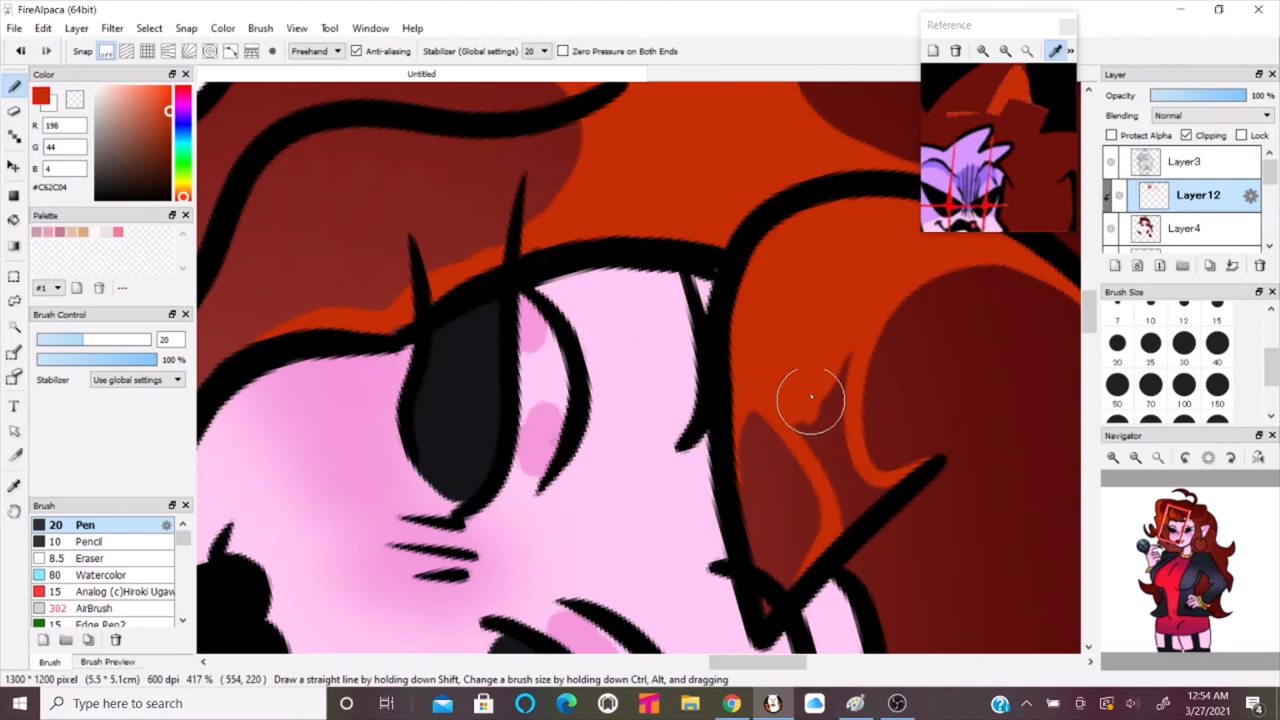 FireAlpaca (64bit)
File Edit Layer Filter Select Snap Color Brush View Tool Window Help
Snap off Freehand Anti-aliasing Stabilizer (Global settings) 20 Zero Pressure on Both Ends
Untitled
Reference
Color
R 198
G 44
B 4
#C62C04
Palette
#1
Brush Control
20
100 %
Stabilizer Use global settings
Brush
20 Pen
10 Pencil
8.5 Eraser
80 Watercolor
15 Analog (c)Hiroki Ugaw
302 AirBrush
15 Edge Pen2
Brush Brush Preview
Layer
Opacity 100 %
Blending Normal
Protect Alpha Clipping Lock
Layer3
Layer12
Layer4
Brush Size
7 10 12 15
20 25 30 40
50 70 100 150
Navigator
1300 * 1200 pixel (5.5 * 5.1cm) 600 dpi 417 % ( 554, 220 ) Draw a straight line by holding down Shift, Change a brush size by holding down Ctrl, Alt, and dragging
Type here to search
12:54 AM
3/27/2021
4